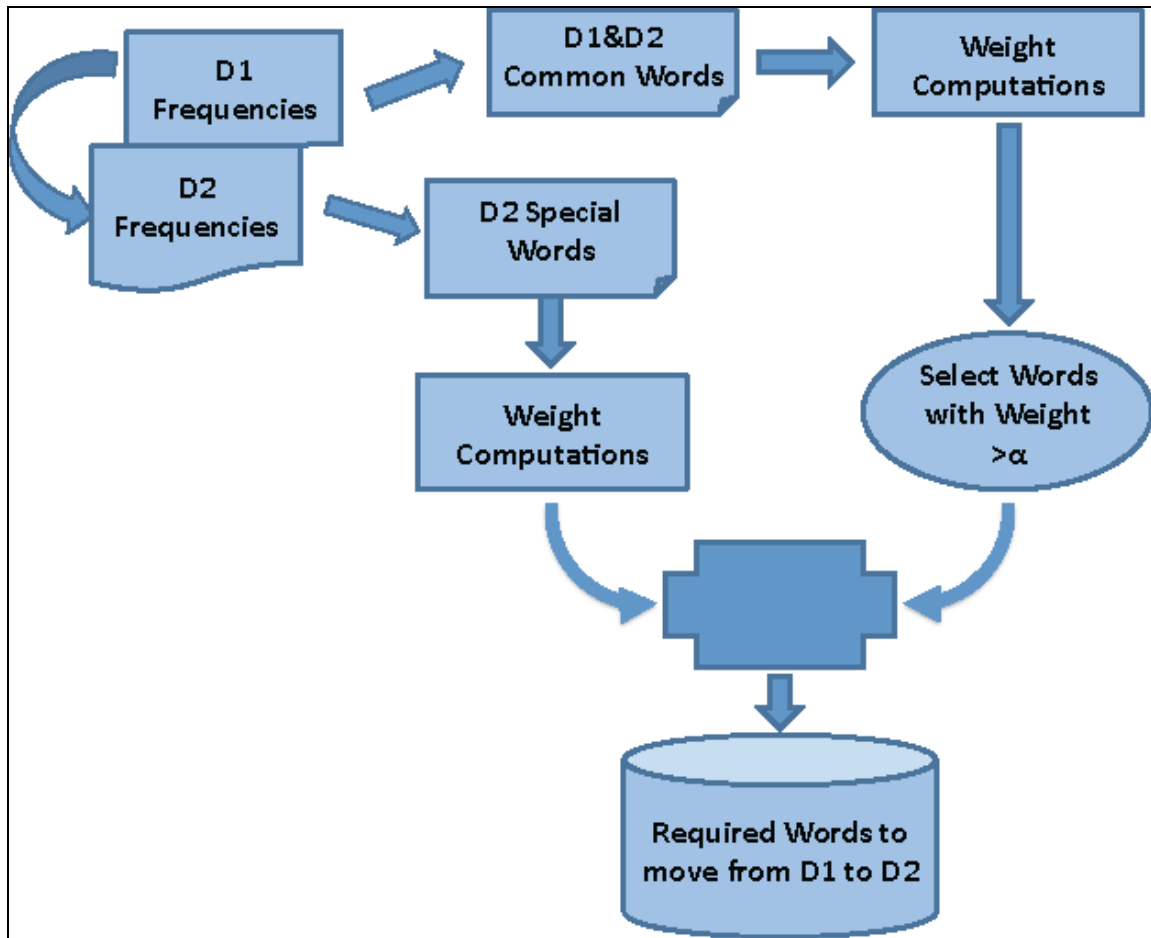 D1
Frequencies
D2
Frequencies
D1&D2
Common Words
Weight
Computations
D2 Special
Words
Weight
Computations
Select Words
with Weight
>α
Required Words to
move from D1 to D2